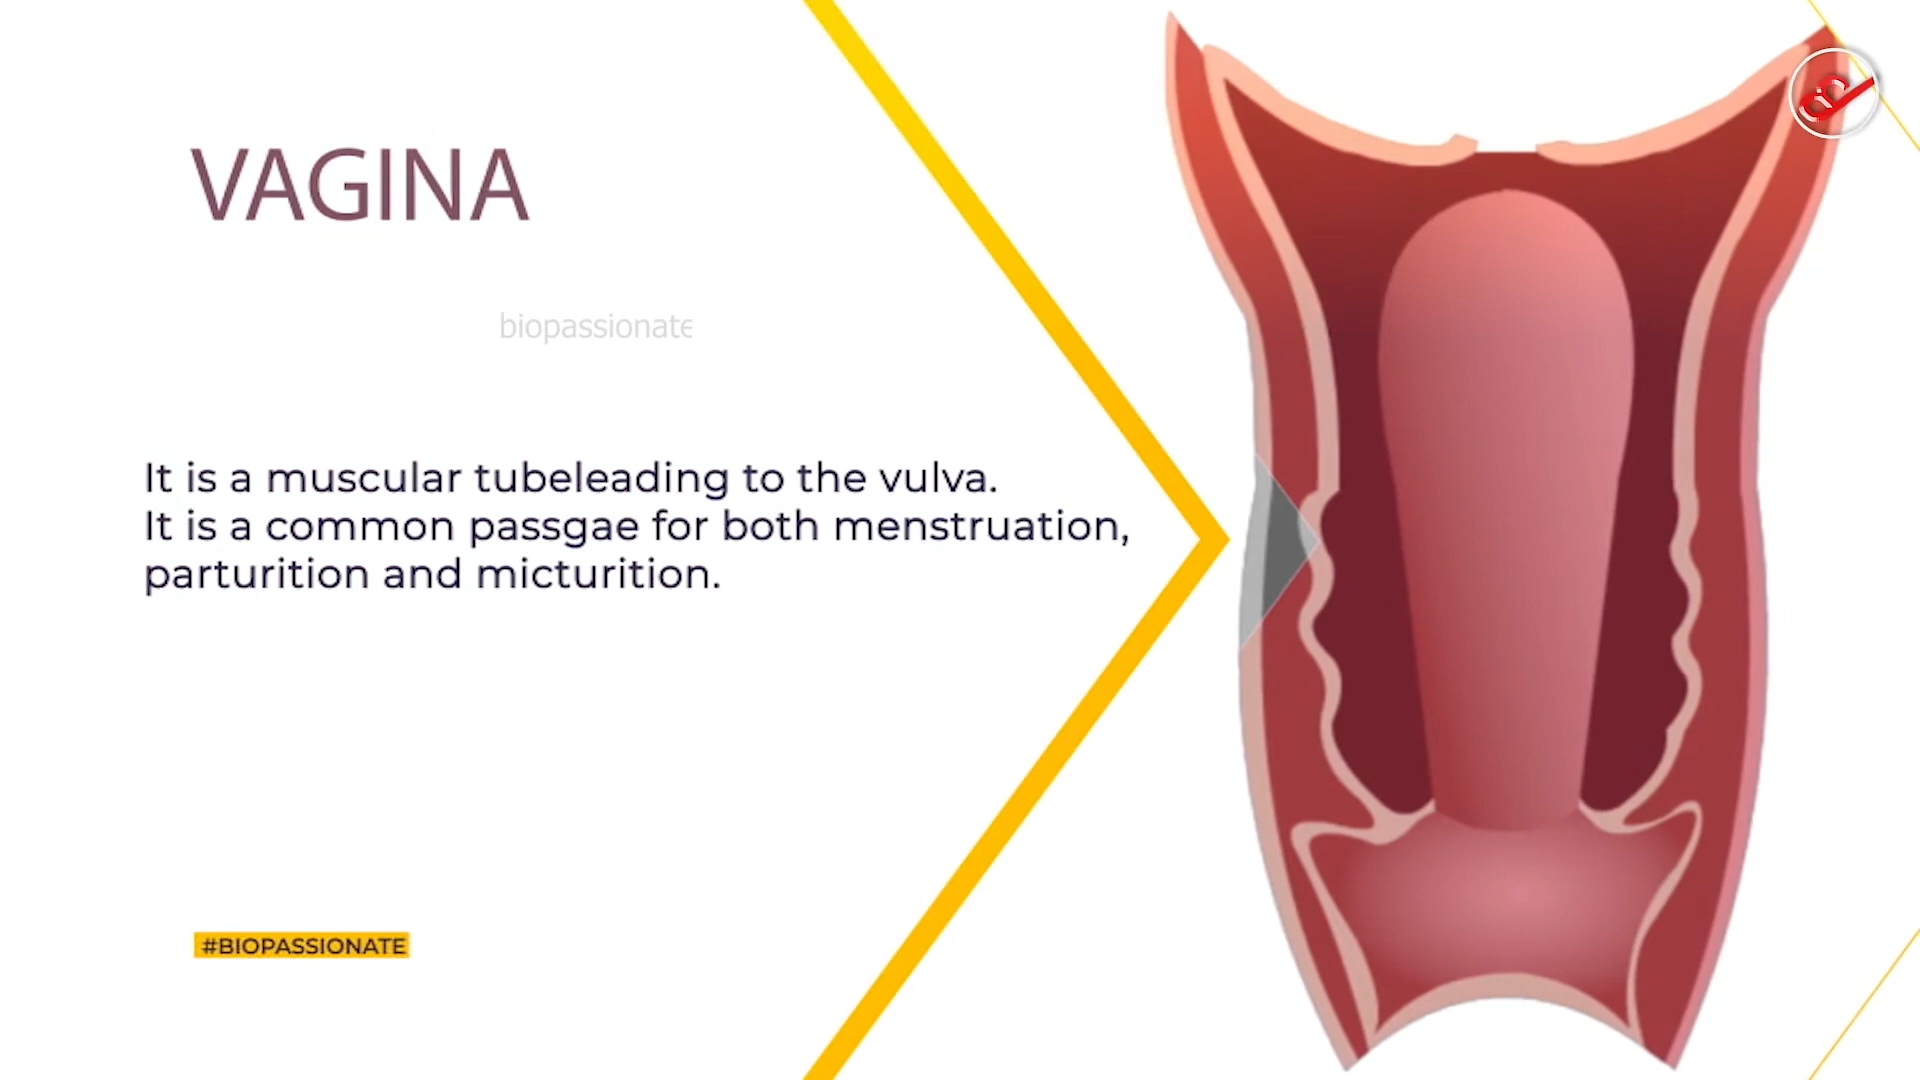 VAGINA
biopassionate
It is a muscular tubeleading to the vulva.
It is a common passgae for both menstruation,
parturition and micturition.
#BIOPASSIONATE